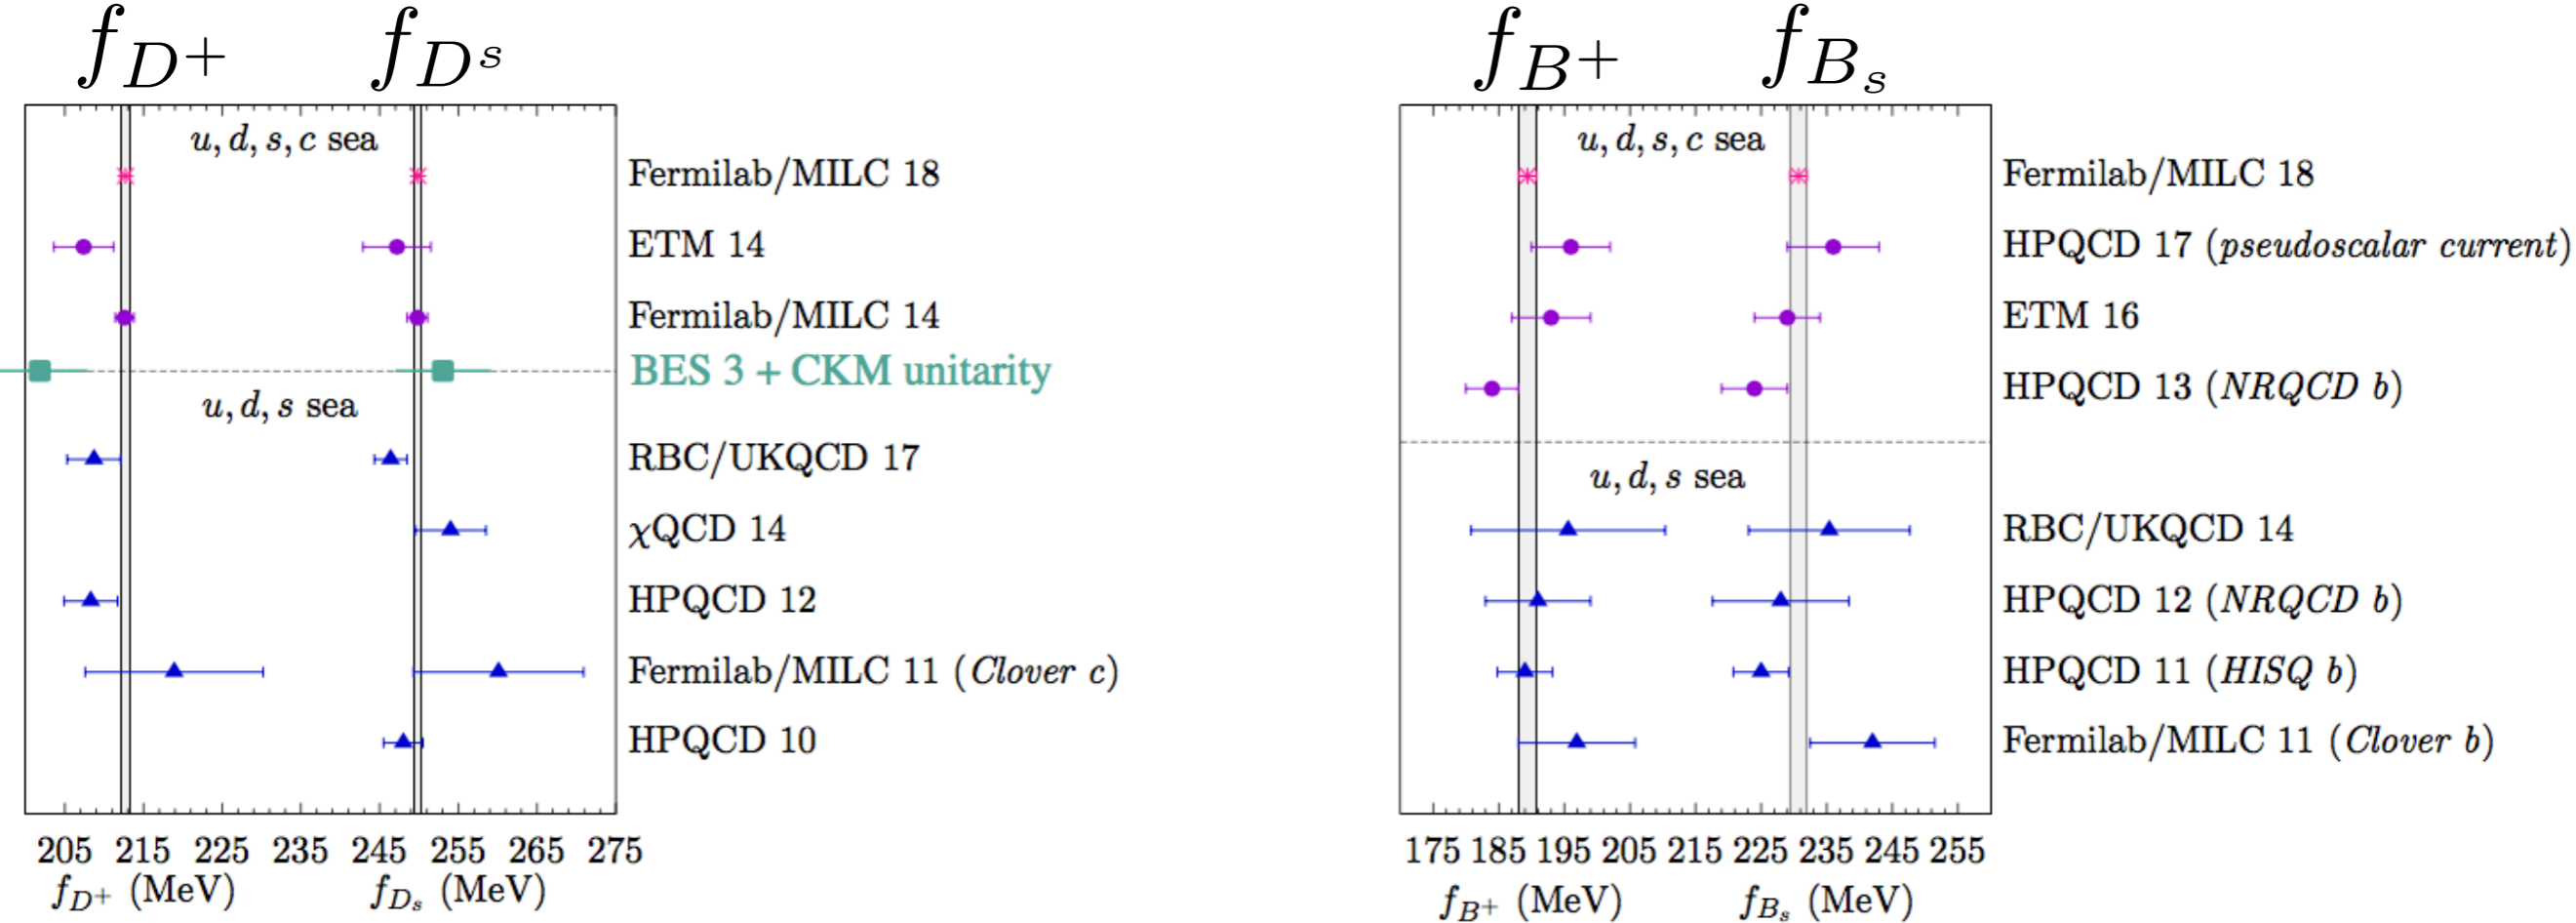 f_{D^+} f_{D^s}
u, d, s, c sea
Fermilab/MILC 18
ETM 14
Fermilab/MILC 14
BES 3 + CKM unitarity
u, d, s sea
RBC/UKQCD 17
χQCD 14
HPQCD 12
Fermilab/MILC 11 (Clover c)
HPQCD 10
205 215 225 235 245 255 265 275
f_{D^+} (MeV) f_{D_s} (MeV)
f_{B^+} f_{B_s}
u, d, s, c sea
Fermilab/MILC 18
HPQCD 17 (pseudoscalar current)
ETM 16
HPQCD 13 (NRQCD b)
u, d, s sea
RBC/UKQCD 14
HPQCD 12 (NRQCD b)
HPQCD 11 (HISQ b)
Fermilab/MILC 11 (Clover b)
175 185 195 205 215 225 235 245 255
f_{B^+} (MeV) f_{B_s} (MeV)